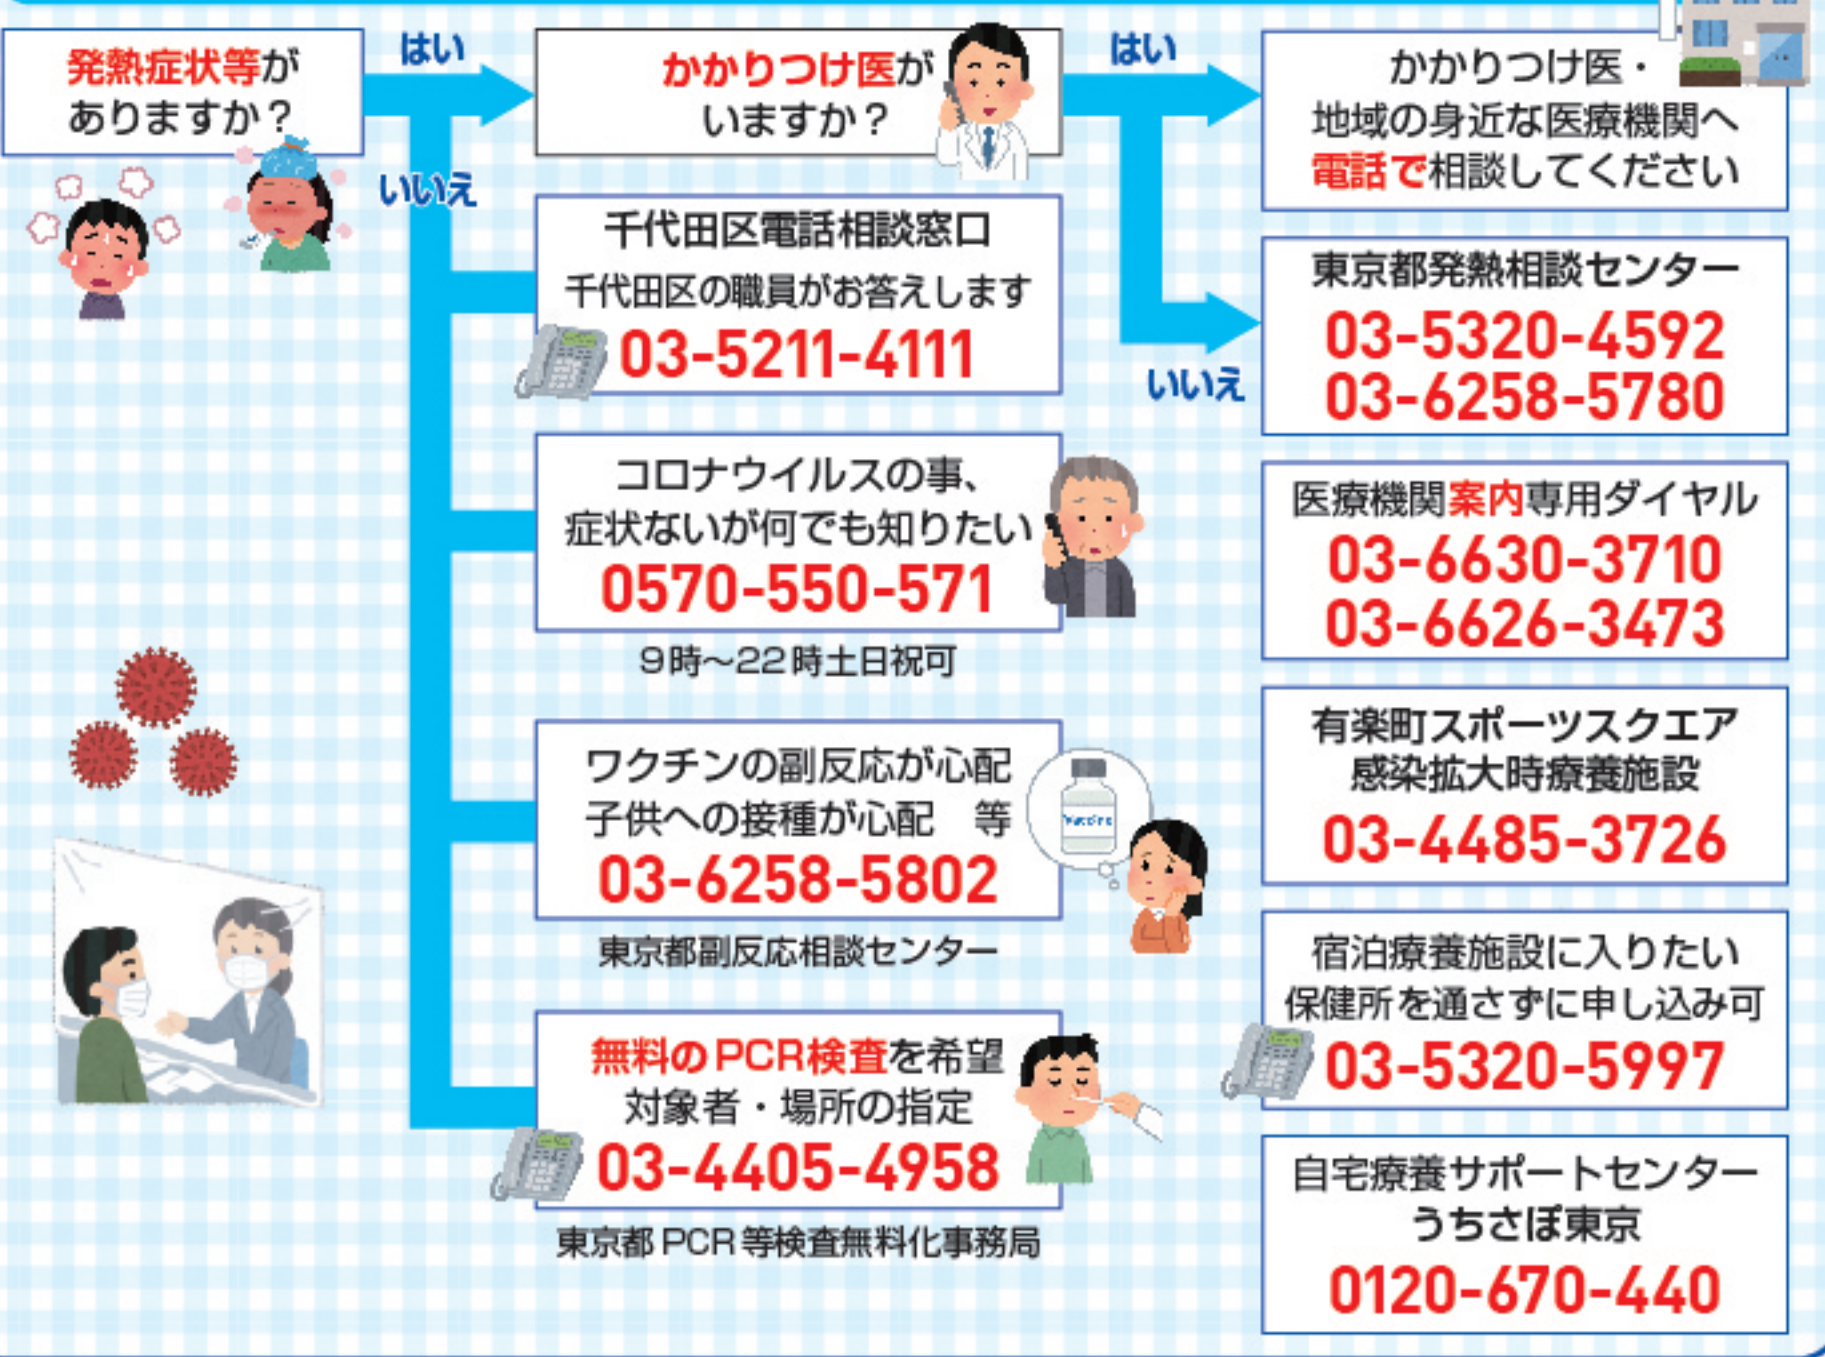 発熱症状等が
ありますか？
はい
いいえ
かかりつけ医が
いますか？
はい
いいえ
かかりつけ医・
地域の身近な医療機関へ
電話で相談してください
千代田区電話相談窓口
千代田区の職員がお答えします
03-5211-4111
コロナウイルスの事、
症状ないが何でも知りたい
0570-550-571
9時～22時土日祝可
ワクチンの副反応が心配
子供への接種が心配　等
03-6258-5802
東京都副反応相談センター
Vaccine
無料のPCR検査を希望
対象者・場所の指定
03-4405-4958
東京都PCR等検査無料化事務局
東京都発熱相談センター
03-5320-4592
03-6258-5780
医療機関案内専用ダイヤル
03-6630-3710
03-6626-3473
有楽町スポーツスクエア
感染拡大時療養施設
03-4485-3726
宿泊療養施設に入りたい
保健所を通さずに申し込み可
03-5320-5997
自宅療養サポートセンター
うちさぽ東京
0120-670-440